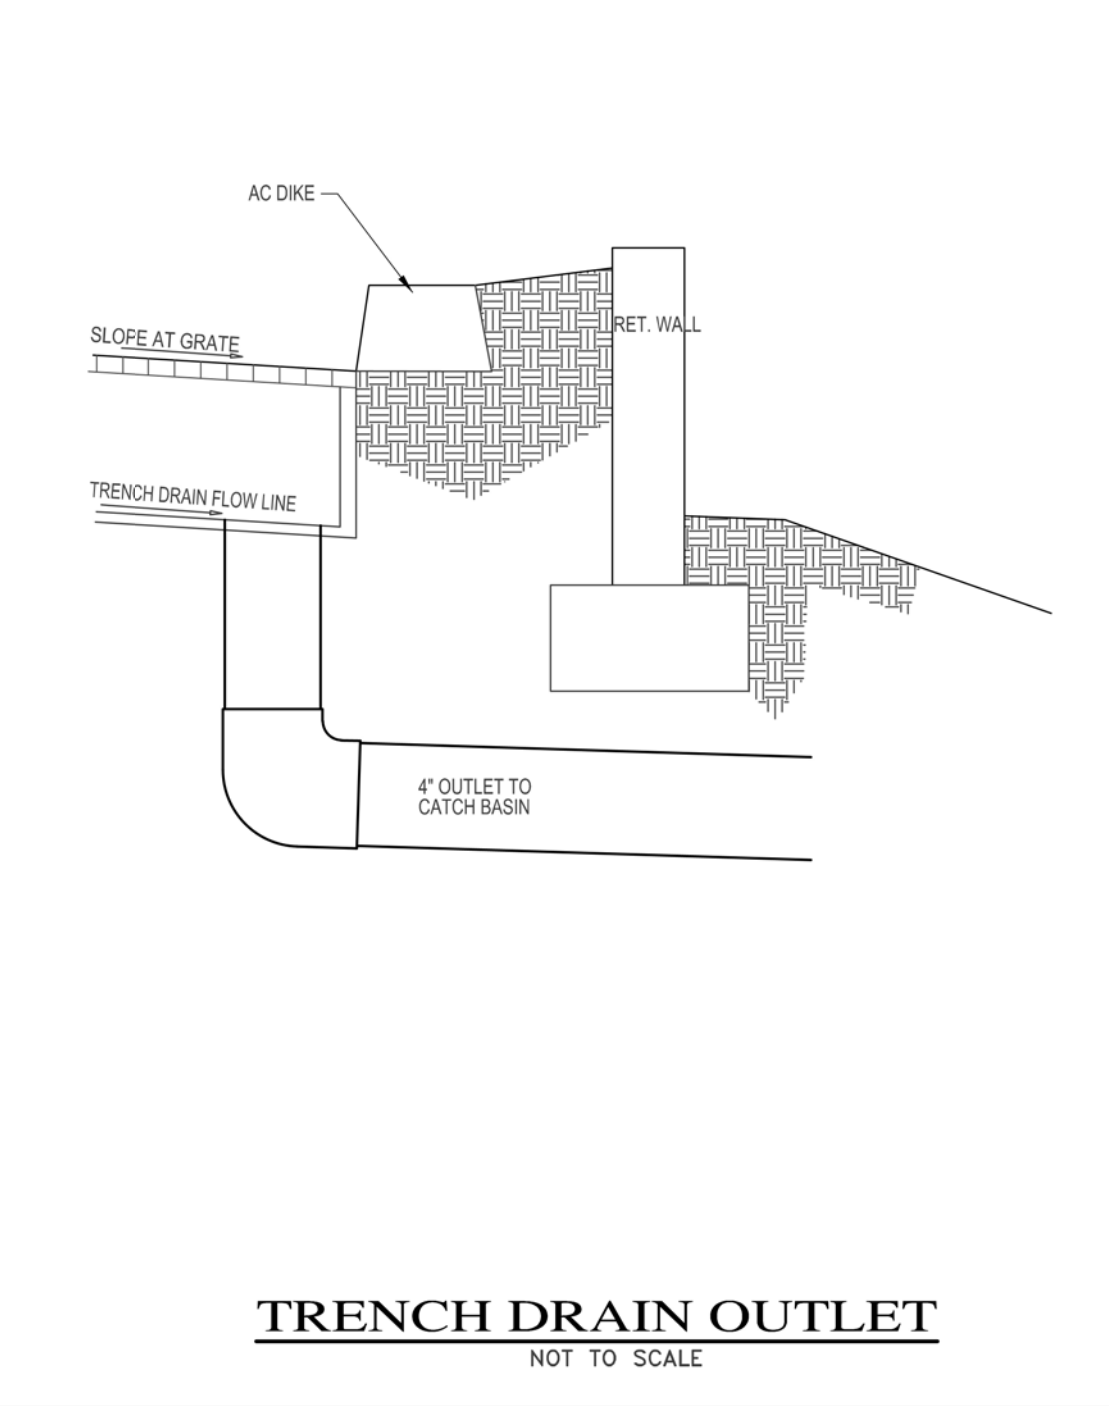 AC DIKE
SLOPE AT GRATE
RET. WALL
TRENCH DRAIN FLOW LINE
4" OUTLET TO
CATCH BASIN
TRENCH DRAIN OUTLET
NOT TO SCALE